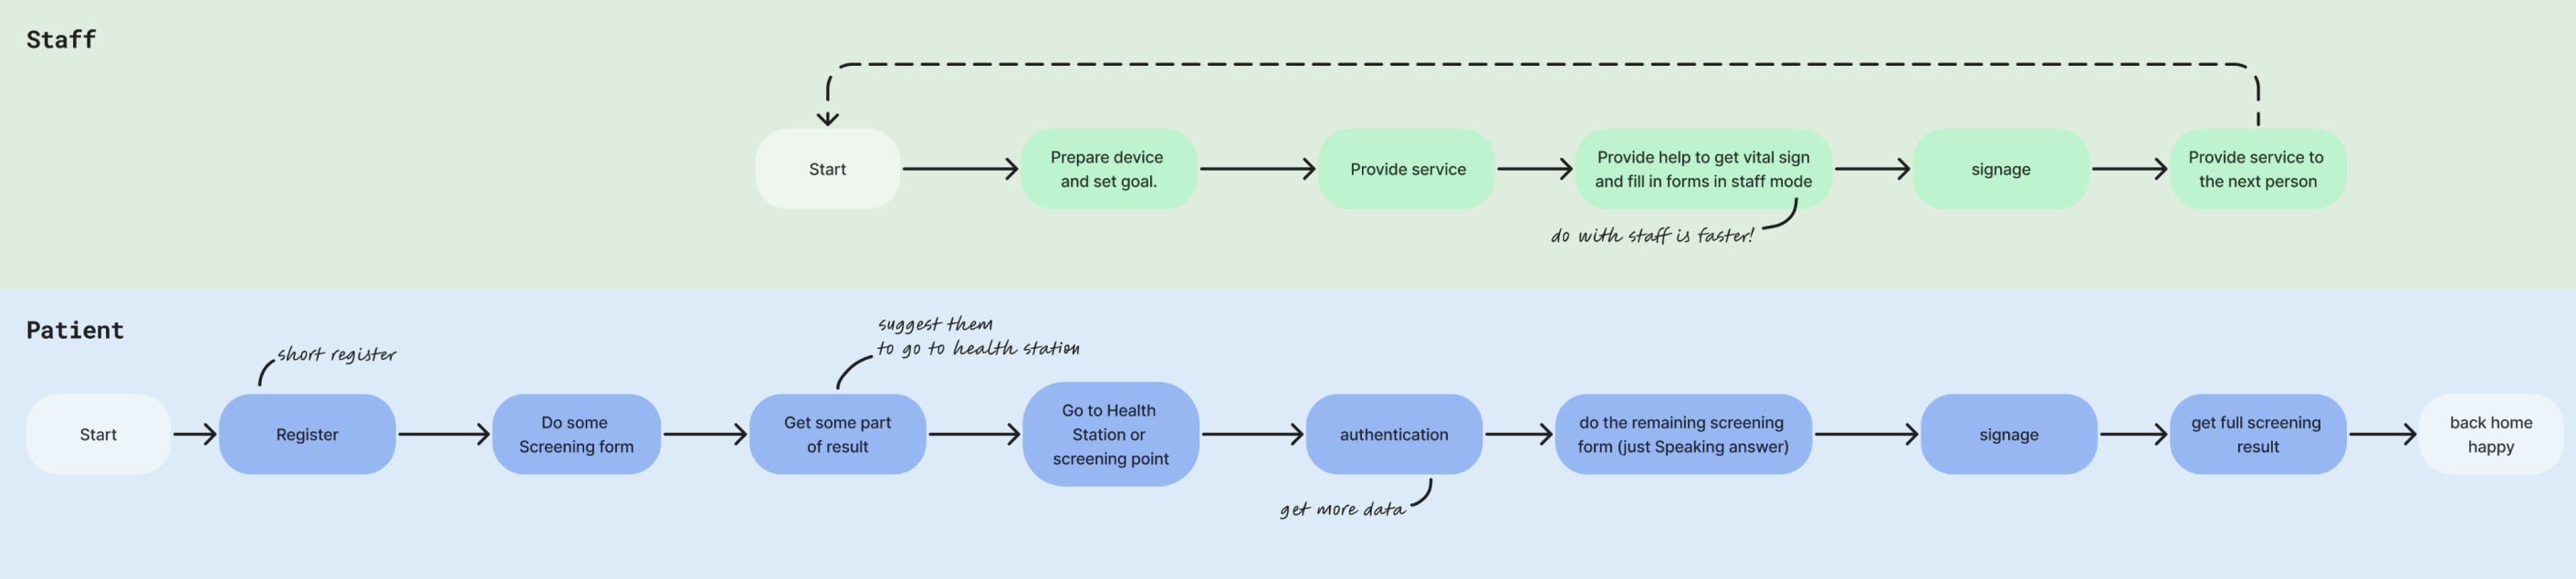 Staff
Start
Prepare device
and set goal.
Provide service
Provide help to get vital sign
and fill in forms in staff mode
signage
Provide service to
the next person
do with staff is faster!
Patient
short register
suggest them
to go to health station
Start
Register
Do some
Screening form
Get some part
of result
Go to Health
Station or
screening point
authentication
do the remaining screening
form (just Speaking answer)
signage
get full screening
result
back home
happy
get more data